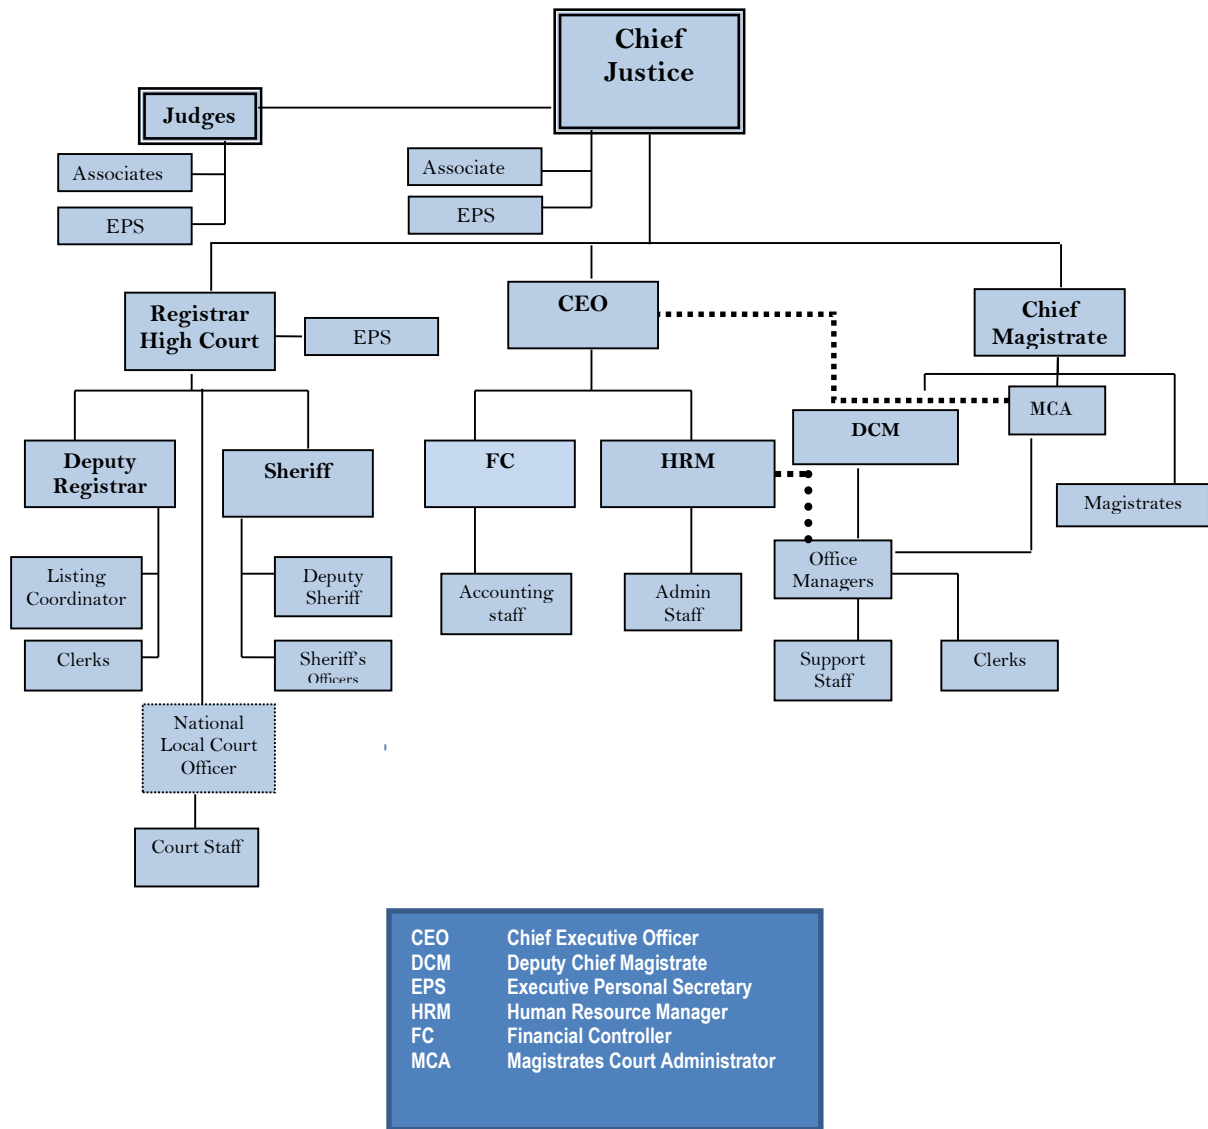 Chief
Justice
Judges
Associates
EPS
Associate
EPS
Registrar
High Court
EPS
CEO
Chief
Magistrate
MCA
DCM
Deputy
Registrar
Sheriff
FC
HRM
Magistrates
Listing
Coordinator
Deputy
Sheriff
Accounting
staff
Admin
Staff
Office
Managers
Clerks
Sheriff's
Officers
Support
Staff
Clerks
National
Local Court
Officer
Court Staff
CEO Chief Executive Officer
DCM Deputy Chief Magistrate
EPS Executive Personal Secretary
HRM Human Resource Manager
FC Financial Controller
MCA Magistrates Court Administrator